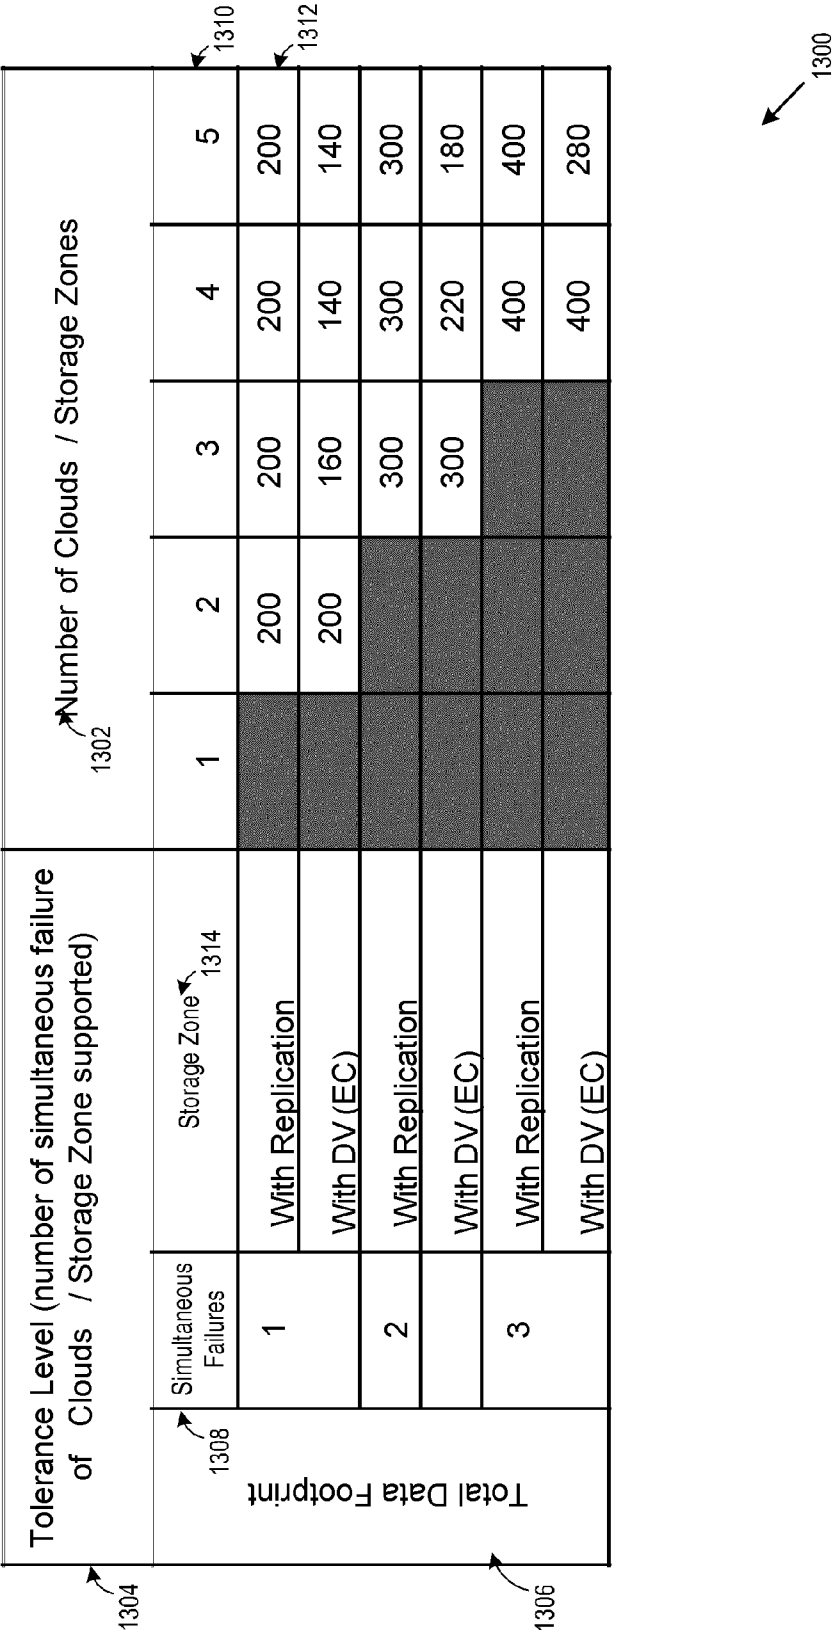 1300
Tolerance Level (number of simultaneous failure
of Clouds / Storage Zone supported)
1304
Number of Clouds / Storage Zones
1302
Simultaneous
Failures
1308
Storage Zone
1314
1 2 3 4 5
1310
Total Data Footprint
1306
1 With Replication 200 200 200 200
1312
With DV (EC) 200 160 140 140
2 With Replication 300 300 300
With DV (EC) 300 220 180
3 With Replication 400 400
With DV (EC) 400 280